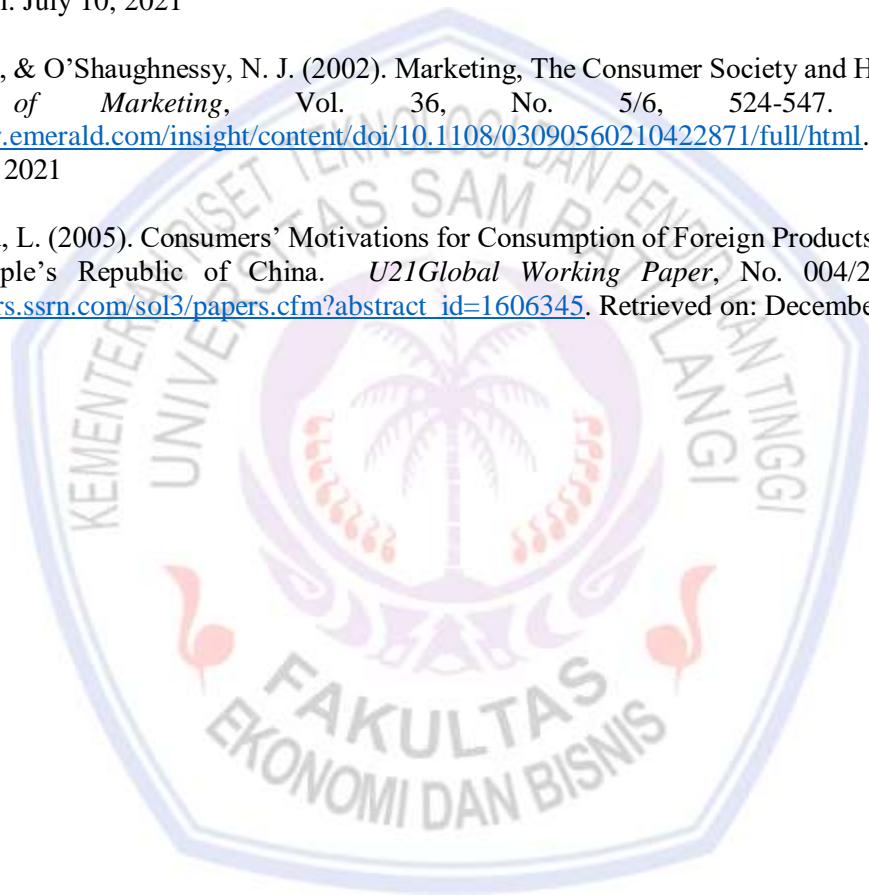 July 10, 2021
, & O’Shaughnessy, N. J. (2002). Marketing, The Consumer Society and H
of Marketing, Vol. 36, No. 5/6, 524-547.
.emerald.com/insight/content/doi/10.1108/03090560210422871/full/html.
2021
, L. (2005). Consumers’ Motivations for Consumption of Foreign Products
ple’s Republic of China. U21Global Working Paper, No. 004/2
rs.ssrn.com/sol3/papers.cfm?abstract_id=1606345. Retrieved on: Decembe
KEMENTERIAN RISET TEKNOLOGI DAN PENDIDIKAN TINGGI
UNIVERSITAS SAM RATULANGI
FAKULTAS
EKONOMI DAN BISNIS